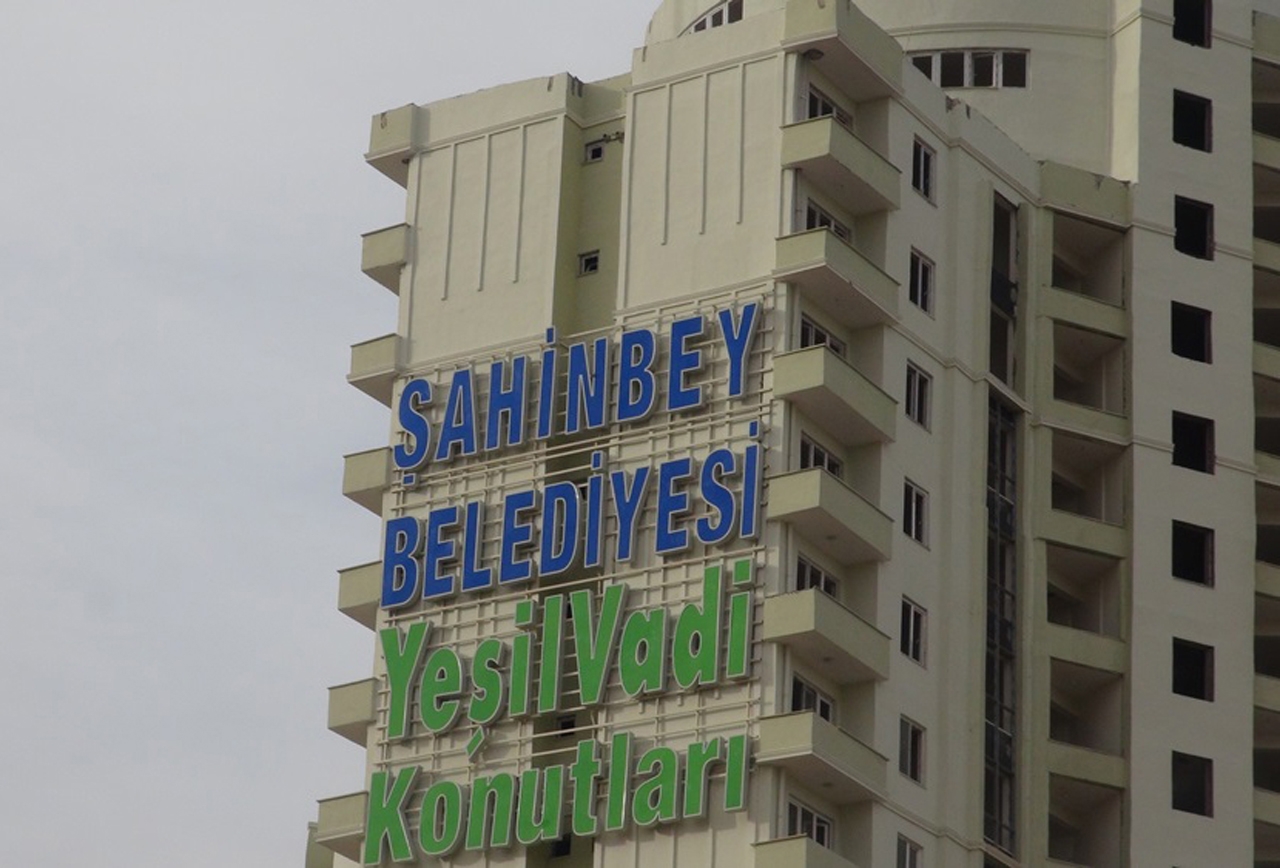 ŞAHİNBEY
BELEDİYESİ
YeşilVadi
Konutları